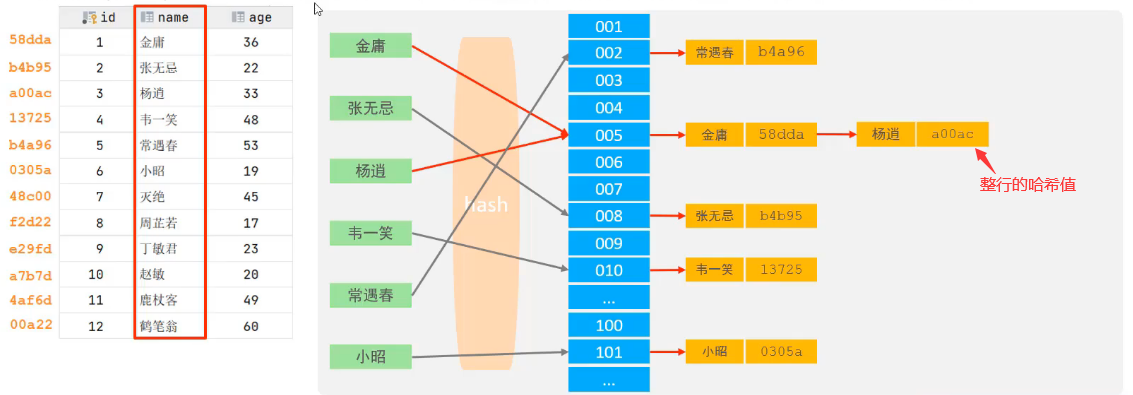 id name age
58dda 1 金庸 36
b4b95 2 张无忌 22
a00ac 3 杨逍 33
13725 4 韦一笑 48
b4a96 5 常遇春 53
0305a 6 小昭 19
48c00 7 灭绝 45
f2d22 8 周芷若 17
e29fd 9 丁敏君 23
a7b7d 10 赵敏 20
4af6d 11 鹿杖客 49
00a22 12 鹤笔翁 60
金庸
张无忌
杨逍
韦一笑
常遇春
小昭
hash
001
002 常遇春 b4a96
003
004
005 金庸 58dda 杨逍 a00ac
整行的哈希值
006
007
008 张无忌 b4b95
009
010 韦一笑 13725
...
100
101 小昭 0305a
...